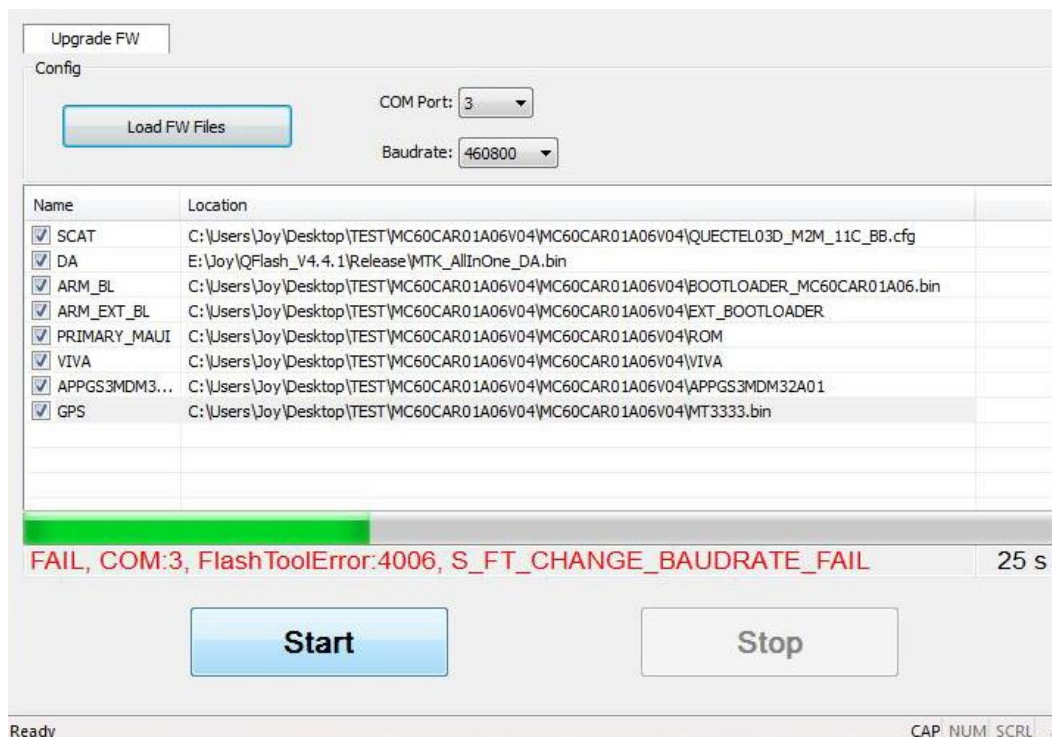 Upgrade FW
Config
Load FW Files
COM Port: 3
Baudrate: 460800
Name Location
SCAT C:\Users\Joy\Desktop\TEST\MC60CAR01A06V04\MC60CAR01A06V04\QUECTEL03D_M2M_11C_BB.cfg
DA E:\Joy\QFlash_V4.4.1\Release\MTK_AllInOne_DA.bin
ARM_BL C:\Users\Joy\Desktop\TEST\MC60CAR01A06V04\MC60CAR01A06V04\BOOTLOADER_MC60CAR01A06.bin
ARM_EXT_BL C:\Users\Joy\Desktop\TEST\MC60CAR01A06V04\MC60CAR01A06V04\EXT_BOOTLOADER
PRIMARY_MAUI C:\Users\Joy\Desktop\TEST\MC60CAR01A06V04\MC60CAR01A06V04\ROM
VIVA C:\Users\Joy\Desktop\TEST\MC60CAR01A06V04\MC60CAR01A06V04\VIVA
APPGS3MDM3... C:\Users\Joy\Desktop\TEST\MC60CAR01A06V04\MC60CAR01A06V04\APPGS3MDM32A01
GPS C:\Users\Joy\Desktop\TEST\MC60CAR01A06V04\MC60CAR01A06V04\MT3333.bin
FAIL, COM:3, FlashToolError:4006, S_FT_CHANGE_BAUDRATE_FAIL 25 s
Start Stop
Ready CAP NUM SCRL